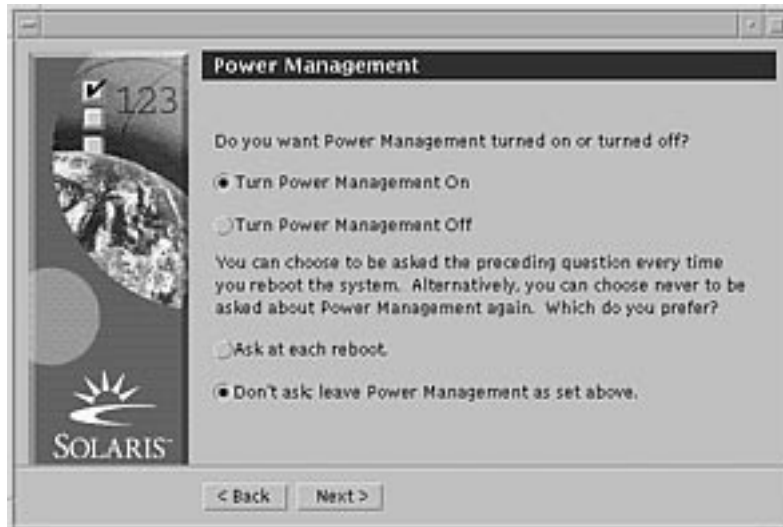 Power Management
123
Do you want Power Management turned on or turned off?
Turn Power Management On
Turn Power Management Off
You can choose to be asked the preceding question every time
you reboot the system. Alternatively, you can choose never to be
asked about Power Management again. Which do you prefer?
Ask at each reboot.
Don't ask; leave Power Management as set above.
SOLARIS™
< Back
Next >